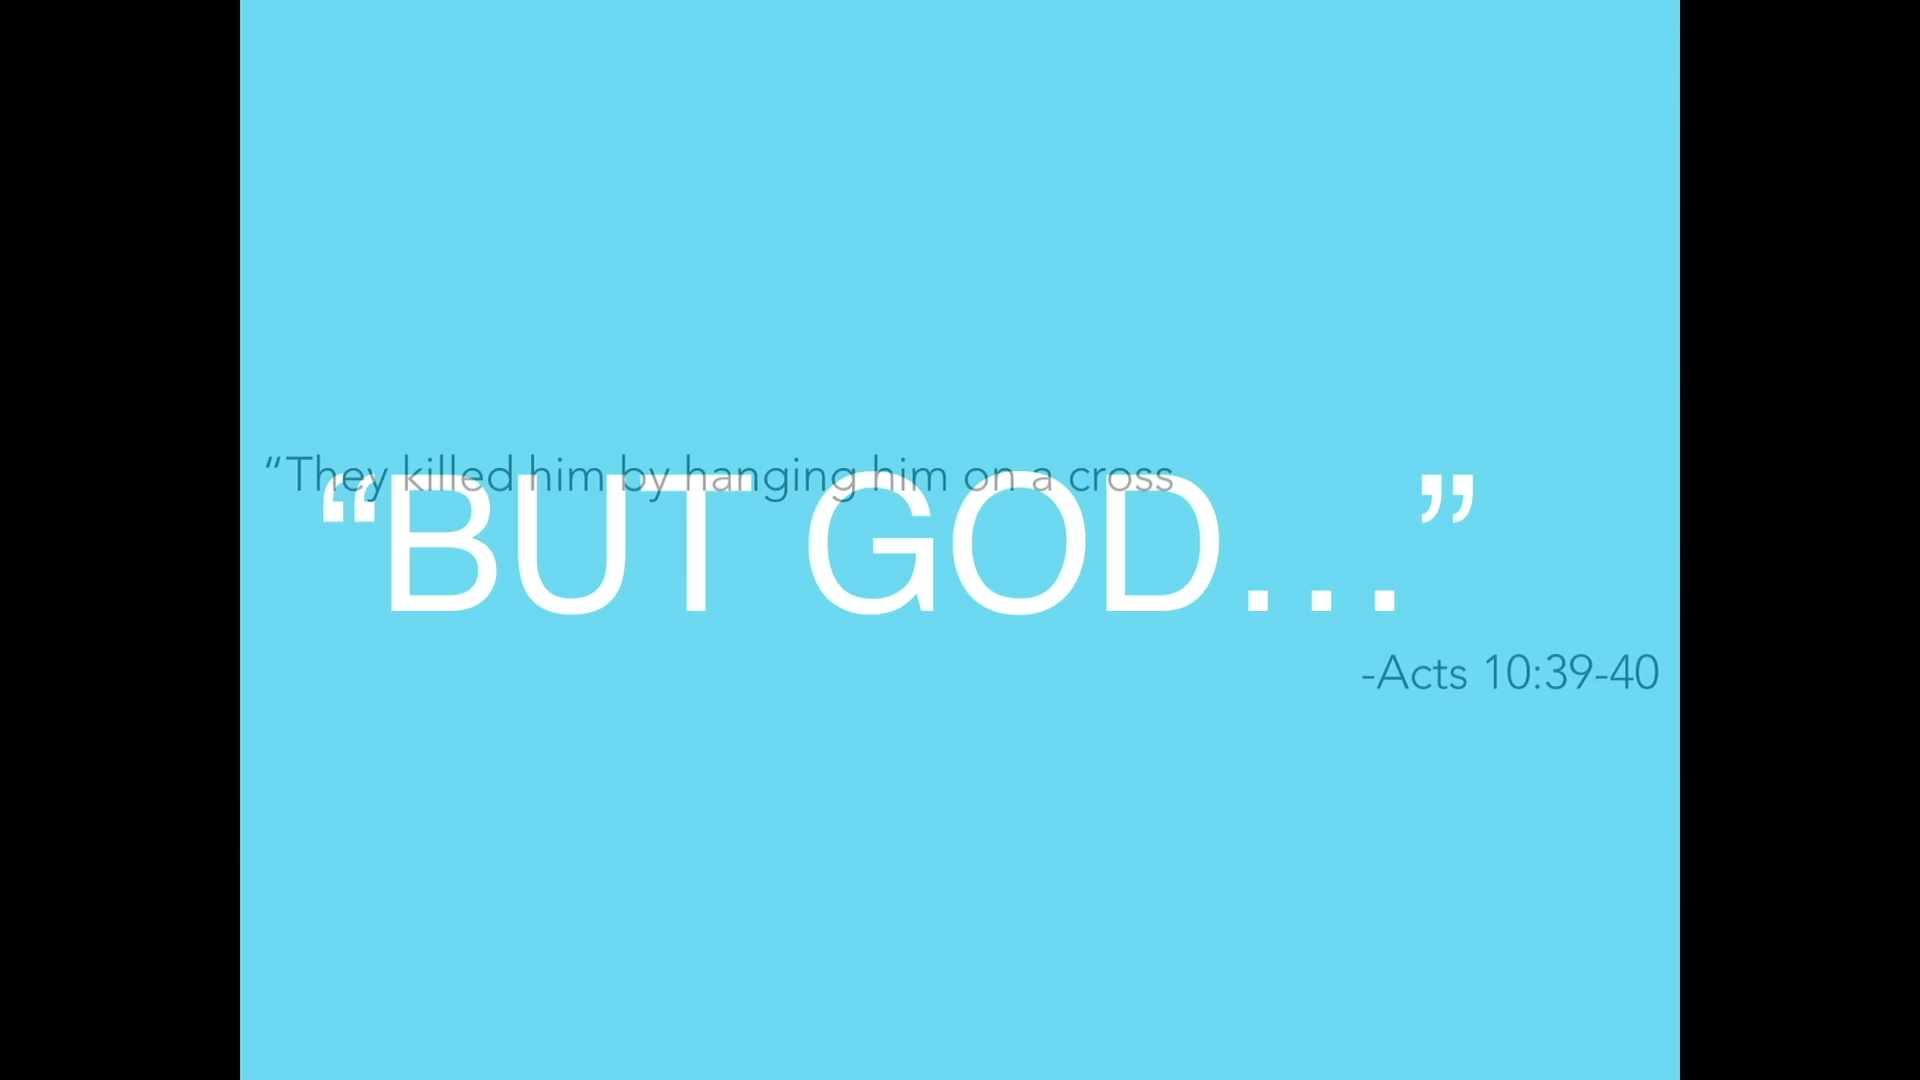 “They killed him by hanging him on a cross
“BUT GOD…”
-Acts 10:39-40